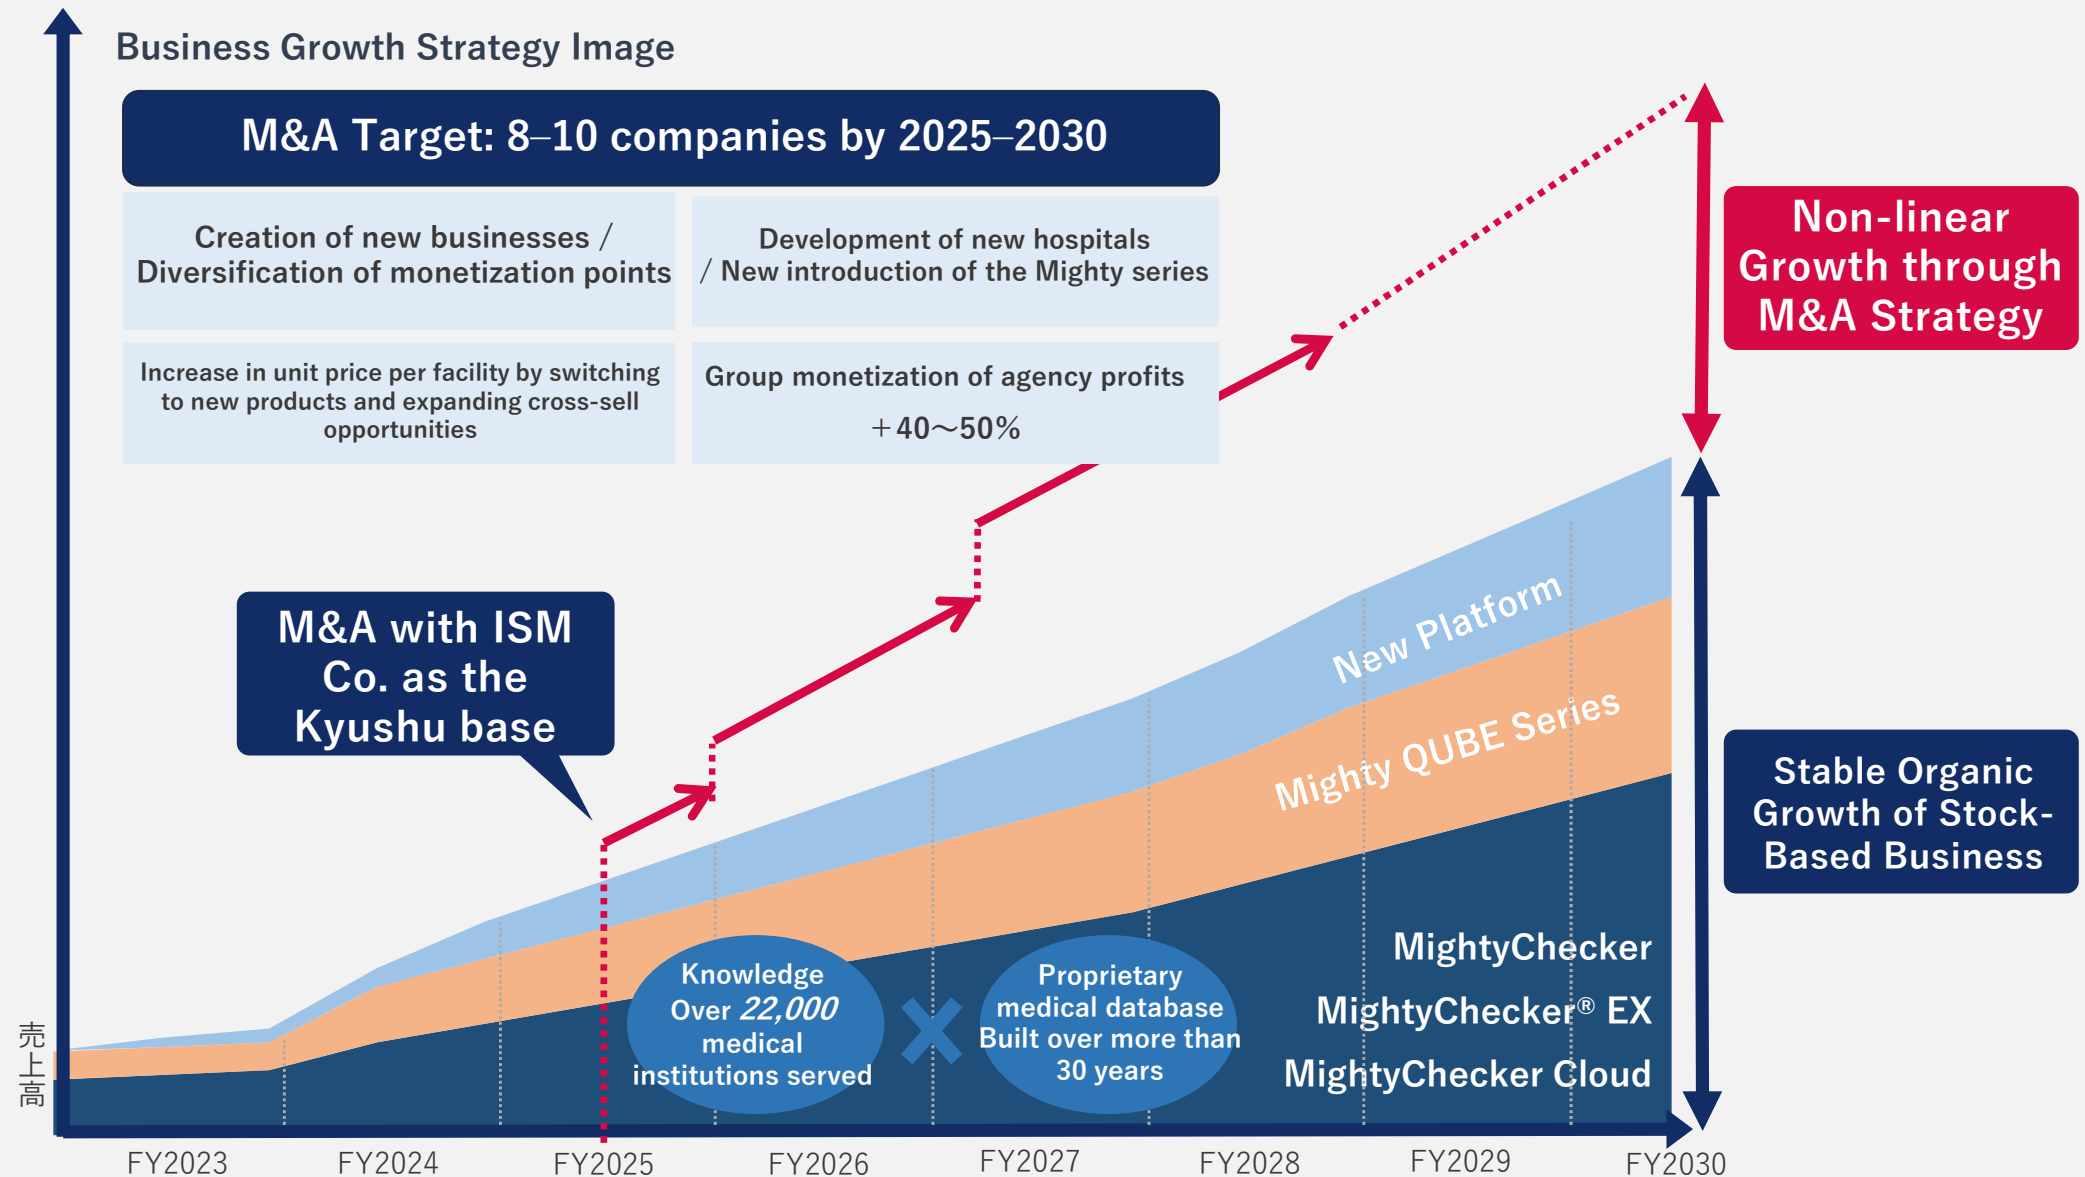 Business Growth Strategy Image
M&A Target: 8–10 companies by 2025–2030
Creation of new businesses /
Diversification of monetization points
Development of new hospitals
/ New introduction of the Mighty series
Increase in unit price per facility by switching
to new products and expanding cross-sell
opportunities
Group monetization of agency profits
+40～50%
Non-linear
Growth through
M&A Strategy
M&A with ISM
Co. as the
Kyushu base
New Platform
Mighty QUBE Series
Stable Organic
Growth of Stock-
Based Business
MightyChecker
MightyChecker® EX
MightyChecker Cloud
Knowledge
Over 22,000
medical
institutions served
Proprietary
medical database
Built over more than
30 years
売上高
FY2023
FY2024
FY2025
FY2026
FY2027
FY2028
FY2029
FY2030